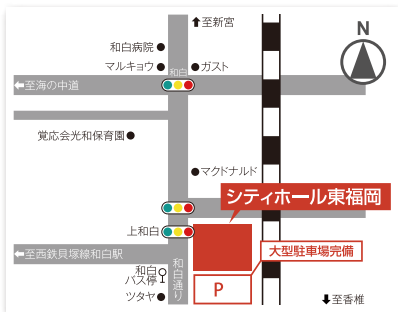 ⬆至新宮
N
和白病院
マルキョウ
和白
ガスト
⬅至海の中道
覚応会光和保育園
マクドナルド
シティホール東福岡
上和白
⬅至西鉄貝塚線和白駅
大型駐車場完備
和白
バス停
和白通り
P
ツタヤ
⬇至香椎